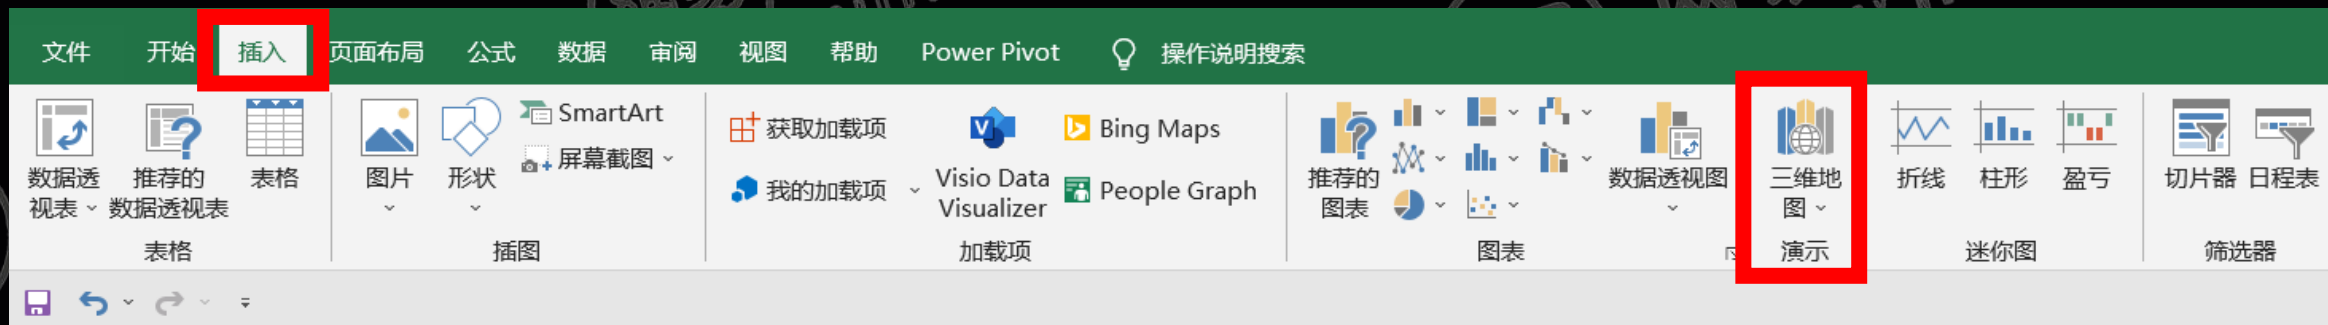 文件 开始 插入 页面布局 公式 数据 审阅 视图 帮助 Power Pivot 操作说明搜索
数据透
视表
推荐的
数据透视表
表格
表格
图片
形状
SmartArt
屏幕截图
插图
获取加载项
我的加载项
Visio Data
Visualizer
Bing Maps
People Graph
加载项
推荐的
图表
数据透视图
图表
三维地
图
演示
折线
柱形
盈亏
迷你图
切片器
日程表
筛选器